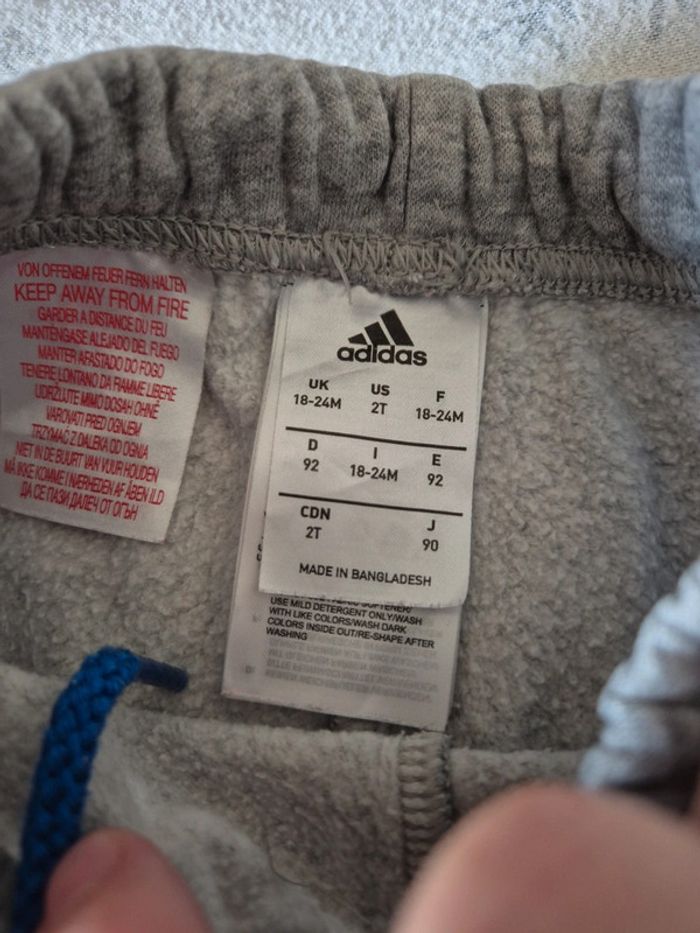 VON OFFENEM FEUER FERN HALTEN
KEEP AWAY FROM FIRE
GARDER A DISTANCE DU FEU
MANTÉNGASE ALEJADO DEL FUEGO
MANTER AFASTADO DO FOGO
TENERE LONTANO DA FIAMME LIBERE
UDRŽUJTE MIMO DOSAH OHNĚ
VAROVATI PRED OGNJEM
TRZYMAĆ Z DALEKA OD OGNIA
NIET IN DE BUURT VAN VUUR HOUDEN
MÅ IKKE KOMME I NÆRHEDEN AF ÅBEN ILD
ДА СЕ ПАЗИ ДАЛЕЧ ОТ ОГЪН
adidas
UK US F
18-24M 2T 18-24M
D I E
92 18-24M 92
CDN J
2T 90
MADE IN BANGLADESH
SOFTENER/
USE MILD DETERGENT ONLY/WASH
WITH LIKE COLORS/WASH DARK
COLORS INSIDE OUT/RE-SHAPE AFTER
WASHING